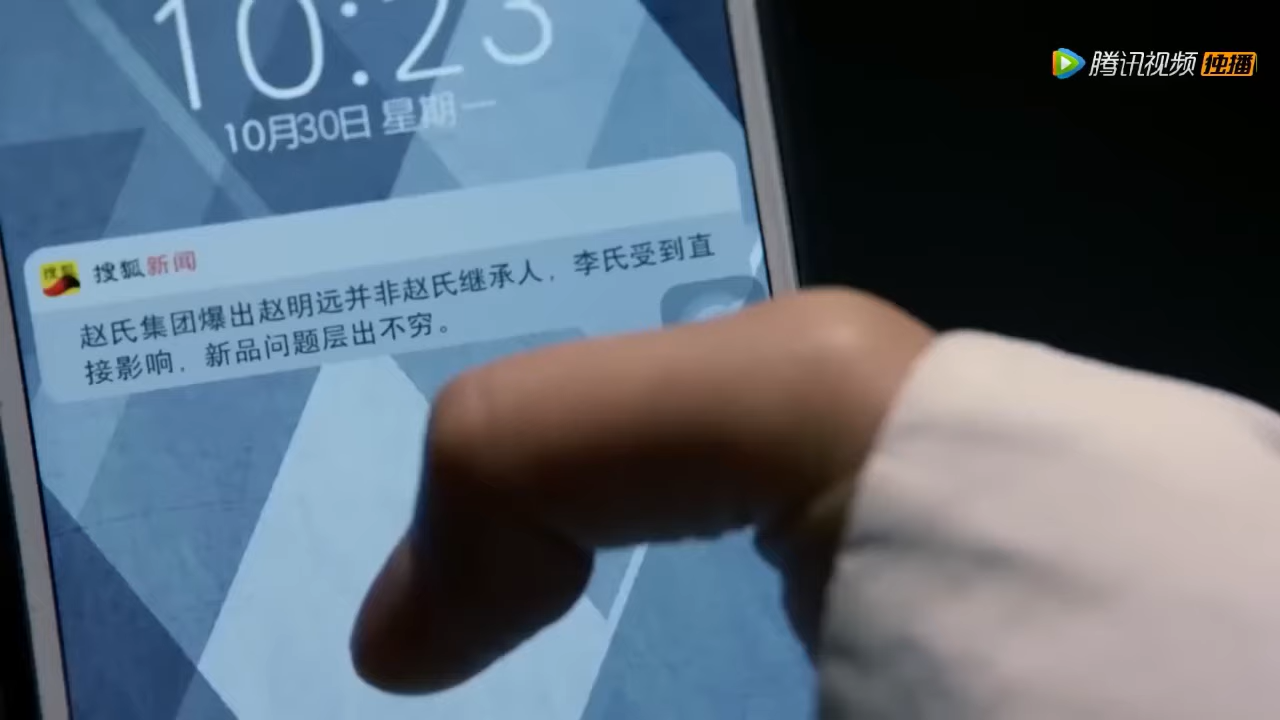 10:23
腾讯视频 独播
10月30日 星期一
搜狐 搜狐新闻
赵氏集团爆出赵明远并非赵氏继承人，李氏受到直
接影响，新品问题层出不穷。